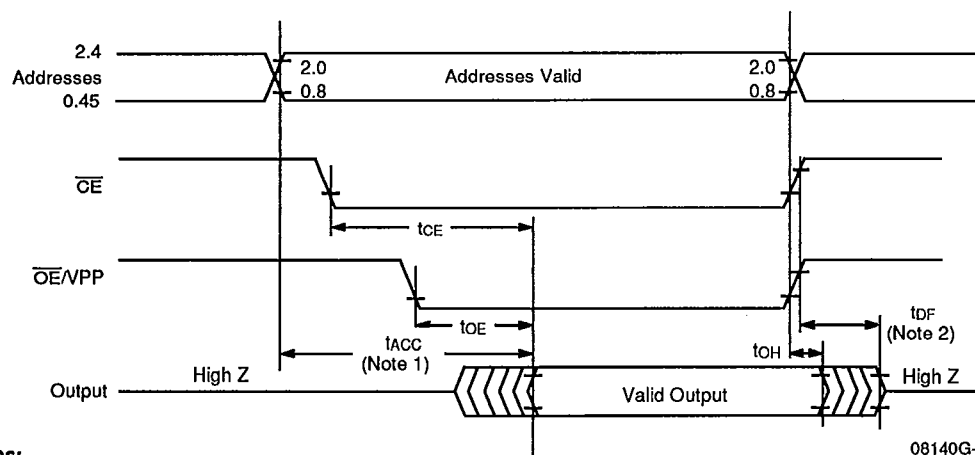 2.4
Addresses
0.45
2.0
0.8
Addresses Valid
2.0
0.8
CE
tCE
OE/VPP
tOE
tACC
(Note 1)
tDF
(Note 2)
tOH
Output
High Z
Valid Output
High Z
08140G-